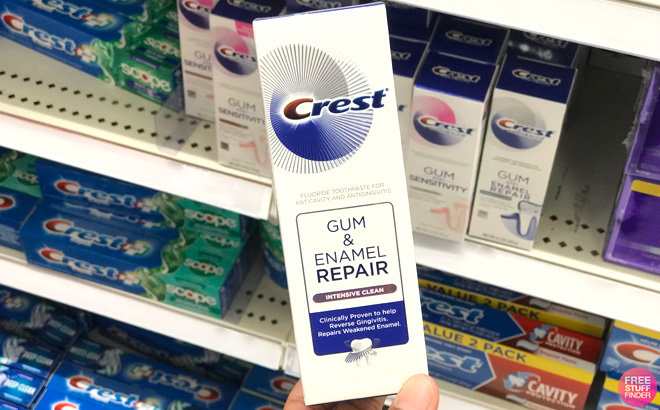 Crest
FLUORIDE TOOTHPASTE FOR
ANTICAVITY AND ANTIGINGIVITIS
GUM
&
ENAMEL
REPAIR
INTENSIVE CLEAN
Clinically Proven to help
Reverse Gingivitis.
Repairs Weakened Enamel.
Crest
scope
Crest
GUM
SENSITIVITY
Crest
GUM
SENSITIVITY
Crest
GUM
ENAMEL
REPAIR
Crest
scope
Crest
scope
Crest
VALUE 2 PACK
CAVITY
VALUE 2 PACK
Crest
CAVITY
Crest
DEEP CLEAN
Crest
Crest
FREE
STUFF
FINDER